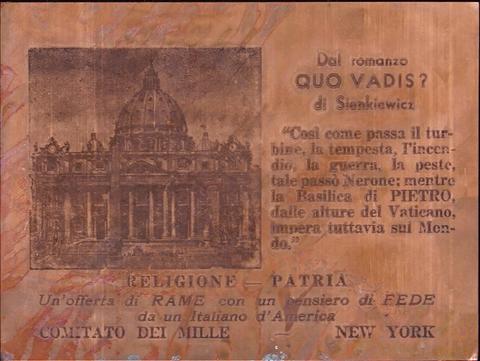 Dal romanzo
QUO VADIS?
di Sienkiewicz
"Così come passa il tur-
bine, la tempesta, l'incen-
dio, la guerra, la peste,
tale passò Nerone; mentre
la Basilica di PIETRO,
dalle alture del Vaticano,
impera tuttavia sul Mon-
do."
RELIGIONE — PATRIA
Un'offerta di RAME con un pensiero di FEDE
da un Italiano d'America
COMITATO DEI MILLE — NEW YORK